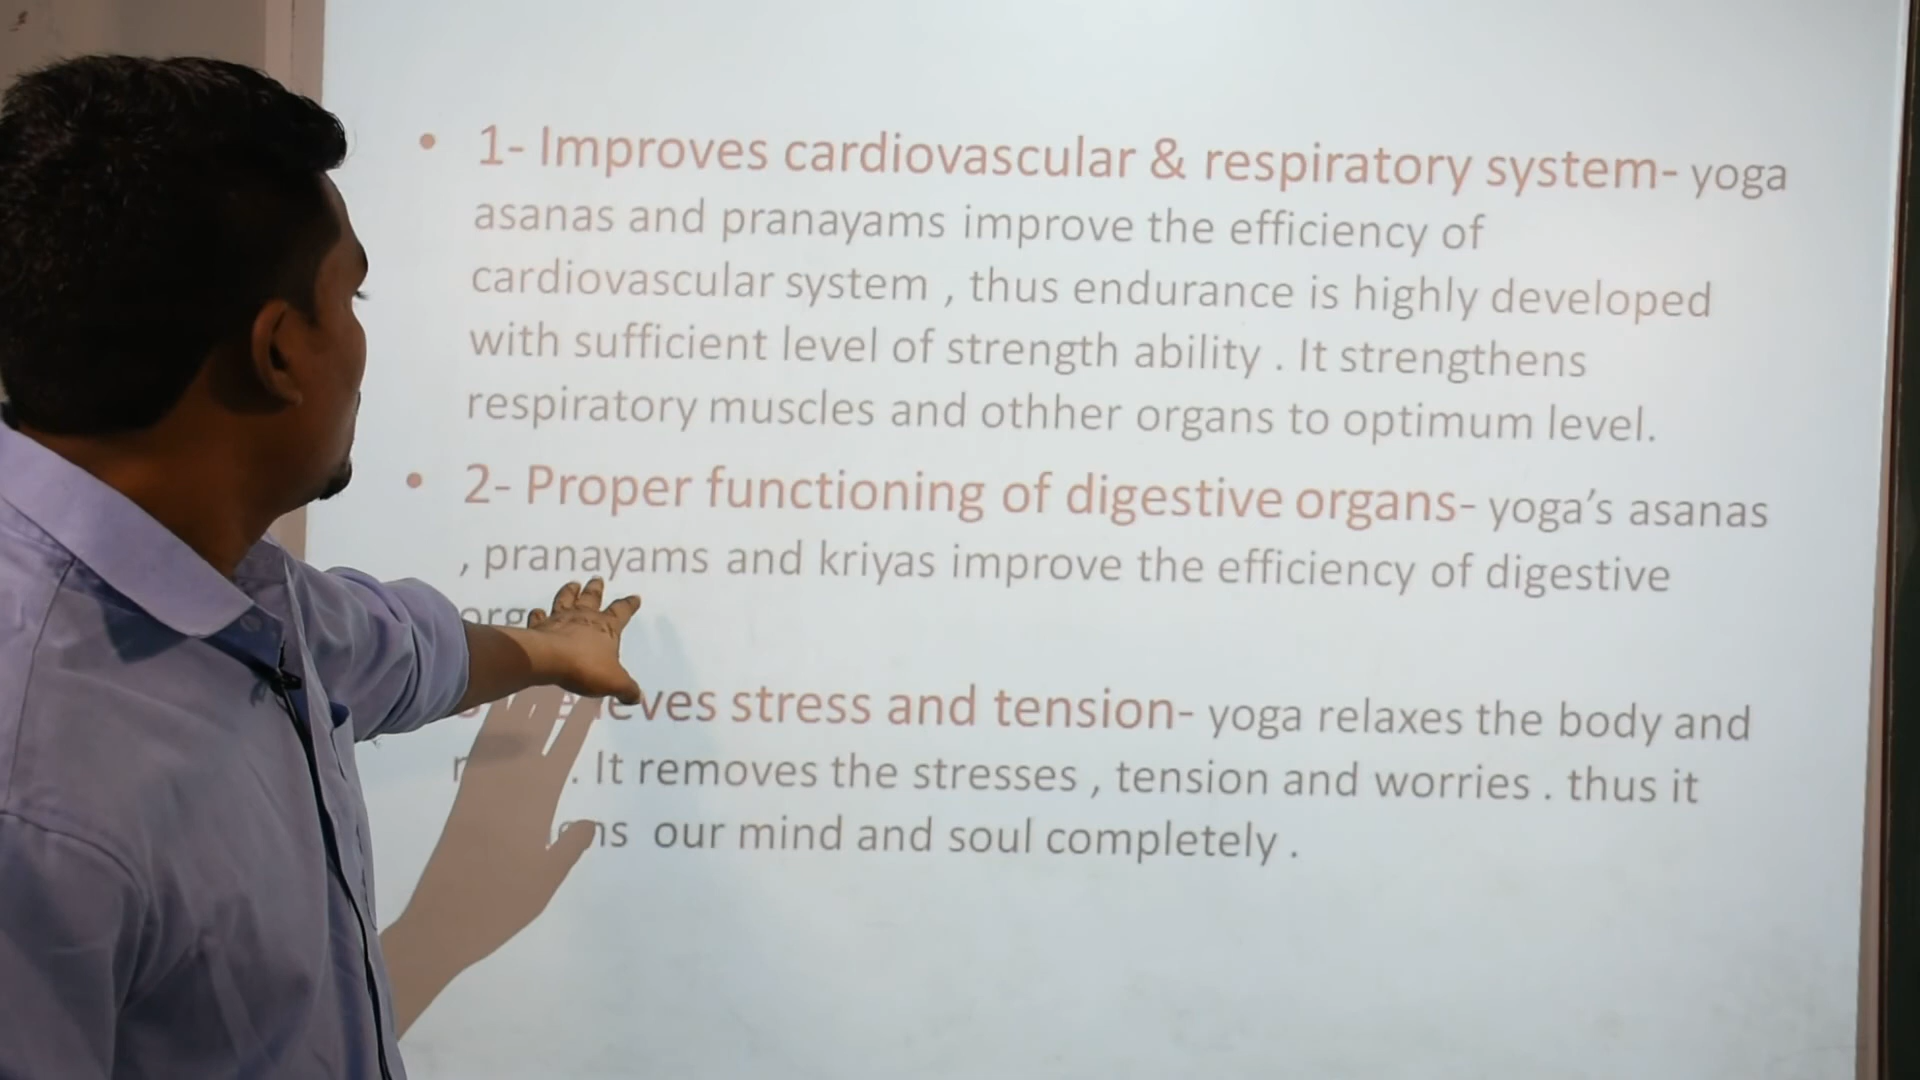 • 1- Improves cardiovascular & respiratory system- yoga
asanas and pranayams improve the efficiency of
cardiovascular system , thus endurance is highly developed
with sufficient level of strength ability . It strengthens
respiratory muscles and othher organs to optimum level.
• 2- Proper functioning of digestive organs- yoga’s asanas
, pranayams and kriyas improve the efficiency of digestive
stress and tension- yoga relaxes the body and
. It removes the stresses , tension and worries . thus it
our mind and soul completely .